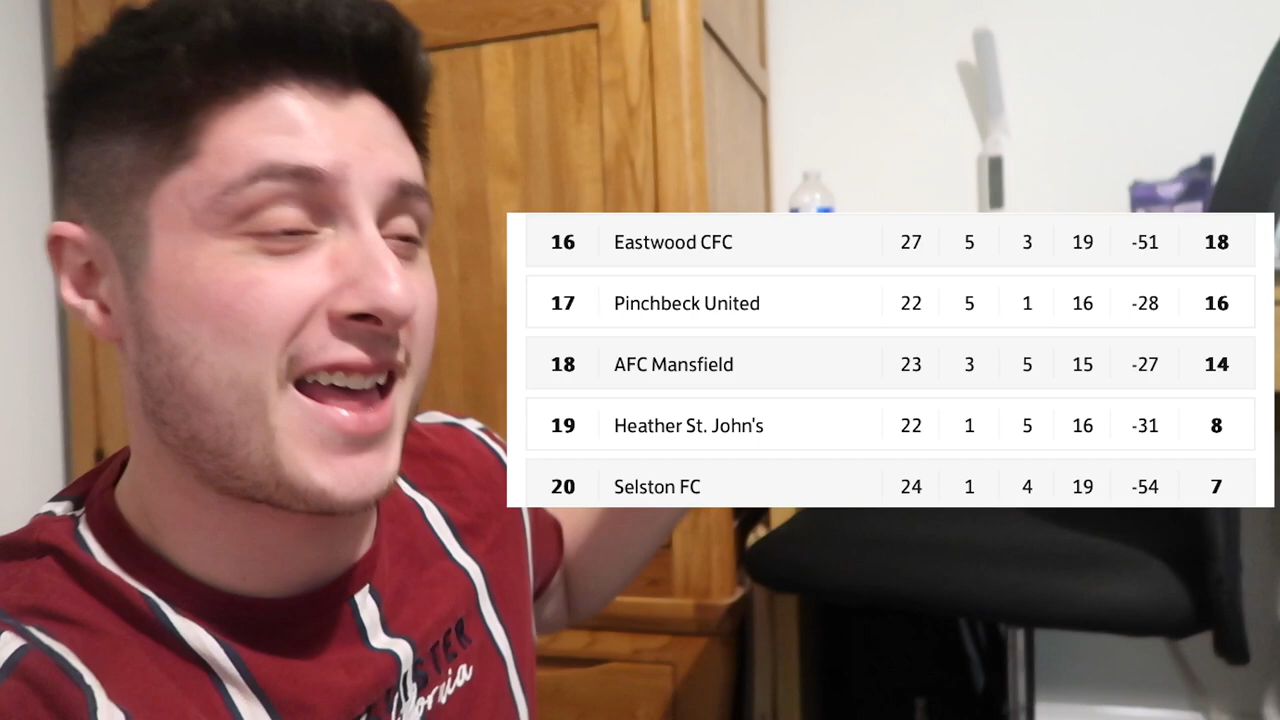 16 Eastwood CFC 27 5 3 19 -51 18
17 Pinchbeck United 22 5 1 16 -28 16
18 AFC Mansfield 23 3 5 15 -27 14
19 Heather St. John's 22 1 5 16 -31 8
20 Selston FC 24 1 4 19 -54 7